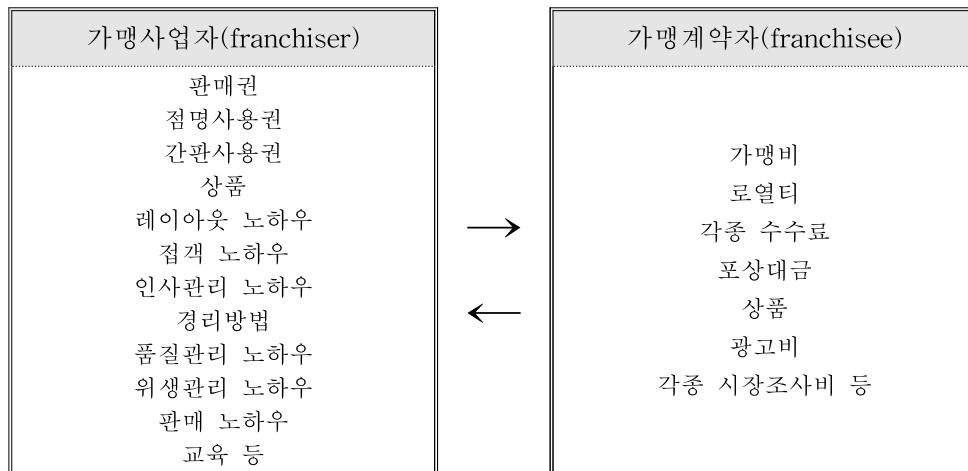 가맹사업자(franchiser)
판매권
점명사용권
간판사용권
상품
레이아웃 노하우
접객 노하우
인사관리 노하우
경리방법
품질관리 노하우
위생관리 노하우
판매 노하우
교육 등
가맹계약자(franchisee)
가맹비
로열티
각종 수수료
포상대금
상품
광고비
각종 시장조사비 등